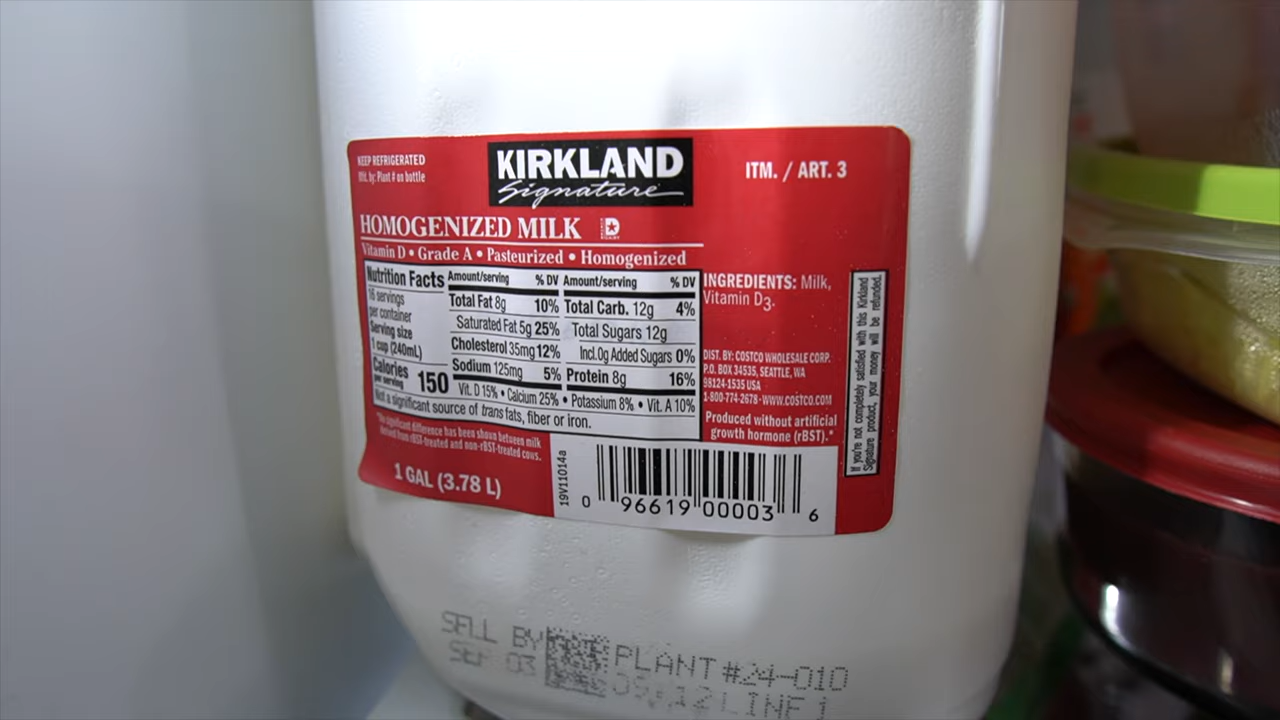 KEEP REFRIGERATED
Mfd. by: Plant # on bottle
KIRKLAND
Signature
ITM. / ART. 3
HOMOGENIZED MILK
Vitamin D • Grade A • Pasteurized • Homogenized
Nutrition Facts
16 servings
per container
Serving size
1 cup (240mL)
Calories
per serving
150
Amount/serving % DV
Total Fat 8g 10%
Saturated Fat 5g 25%
Cholesterol 35mg 12%
Sodium 125mg 5%
Amount/serving % DV
Total Carb. 12g 4%
Total Sugars 12g
Incl.0g Added Sugars 0%
Protein 8g 16%
Vit. D 15% • Calcium 25% • Potassium 8% • Vit. A 10%
Not a significant source of trans fats, fiber or iron.
INGREDIENTS: Milk,
Vitamin D3.
DIST. BY: COSTCO WHOLESALE CORP.
P.O. BOX 34535, SEATTLE, WA
98124-1535 USA
1-800-774-2678 • WWW.COSTCO.COM
Produced without artificial
growth hormone (rBST).*
If you're not completely satisfied with this Kirkland
Signature product, your money will be refunded.
*No significant difference has been shown between milk
derived from rBST-treated and non-rBST-treated cows.
1 GAL (3.78 L)
19V11014a
0 96619 00003 6
SELL BY
SEP 03
PLANT #24-010
LINE 1